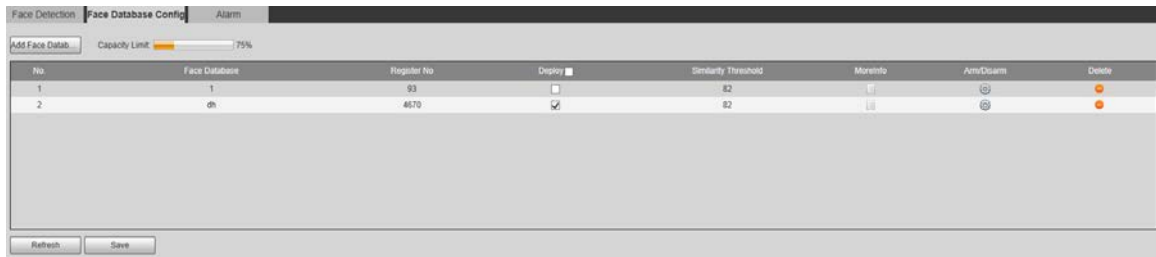 Face Detection Face Database Config Alarm
Add Face Datab... Capacity Limit: 75%
No. Face Database Register No Deploy Similarity Threshold MoreInfo Arm/Disarm Delete
1 1 93 82
2 dh 4670 82
Refresh Save